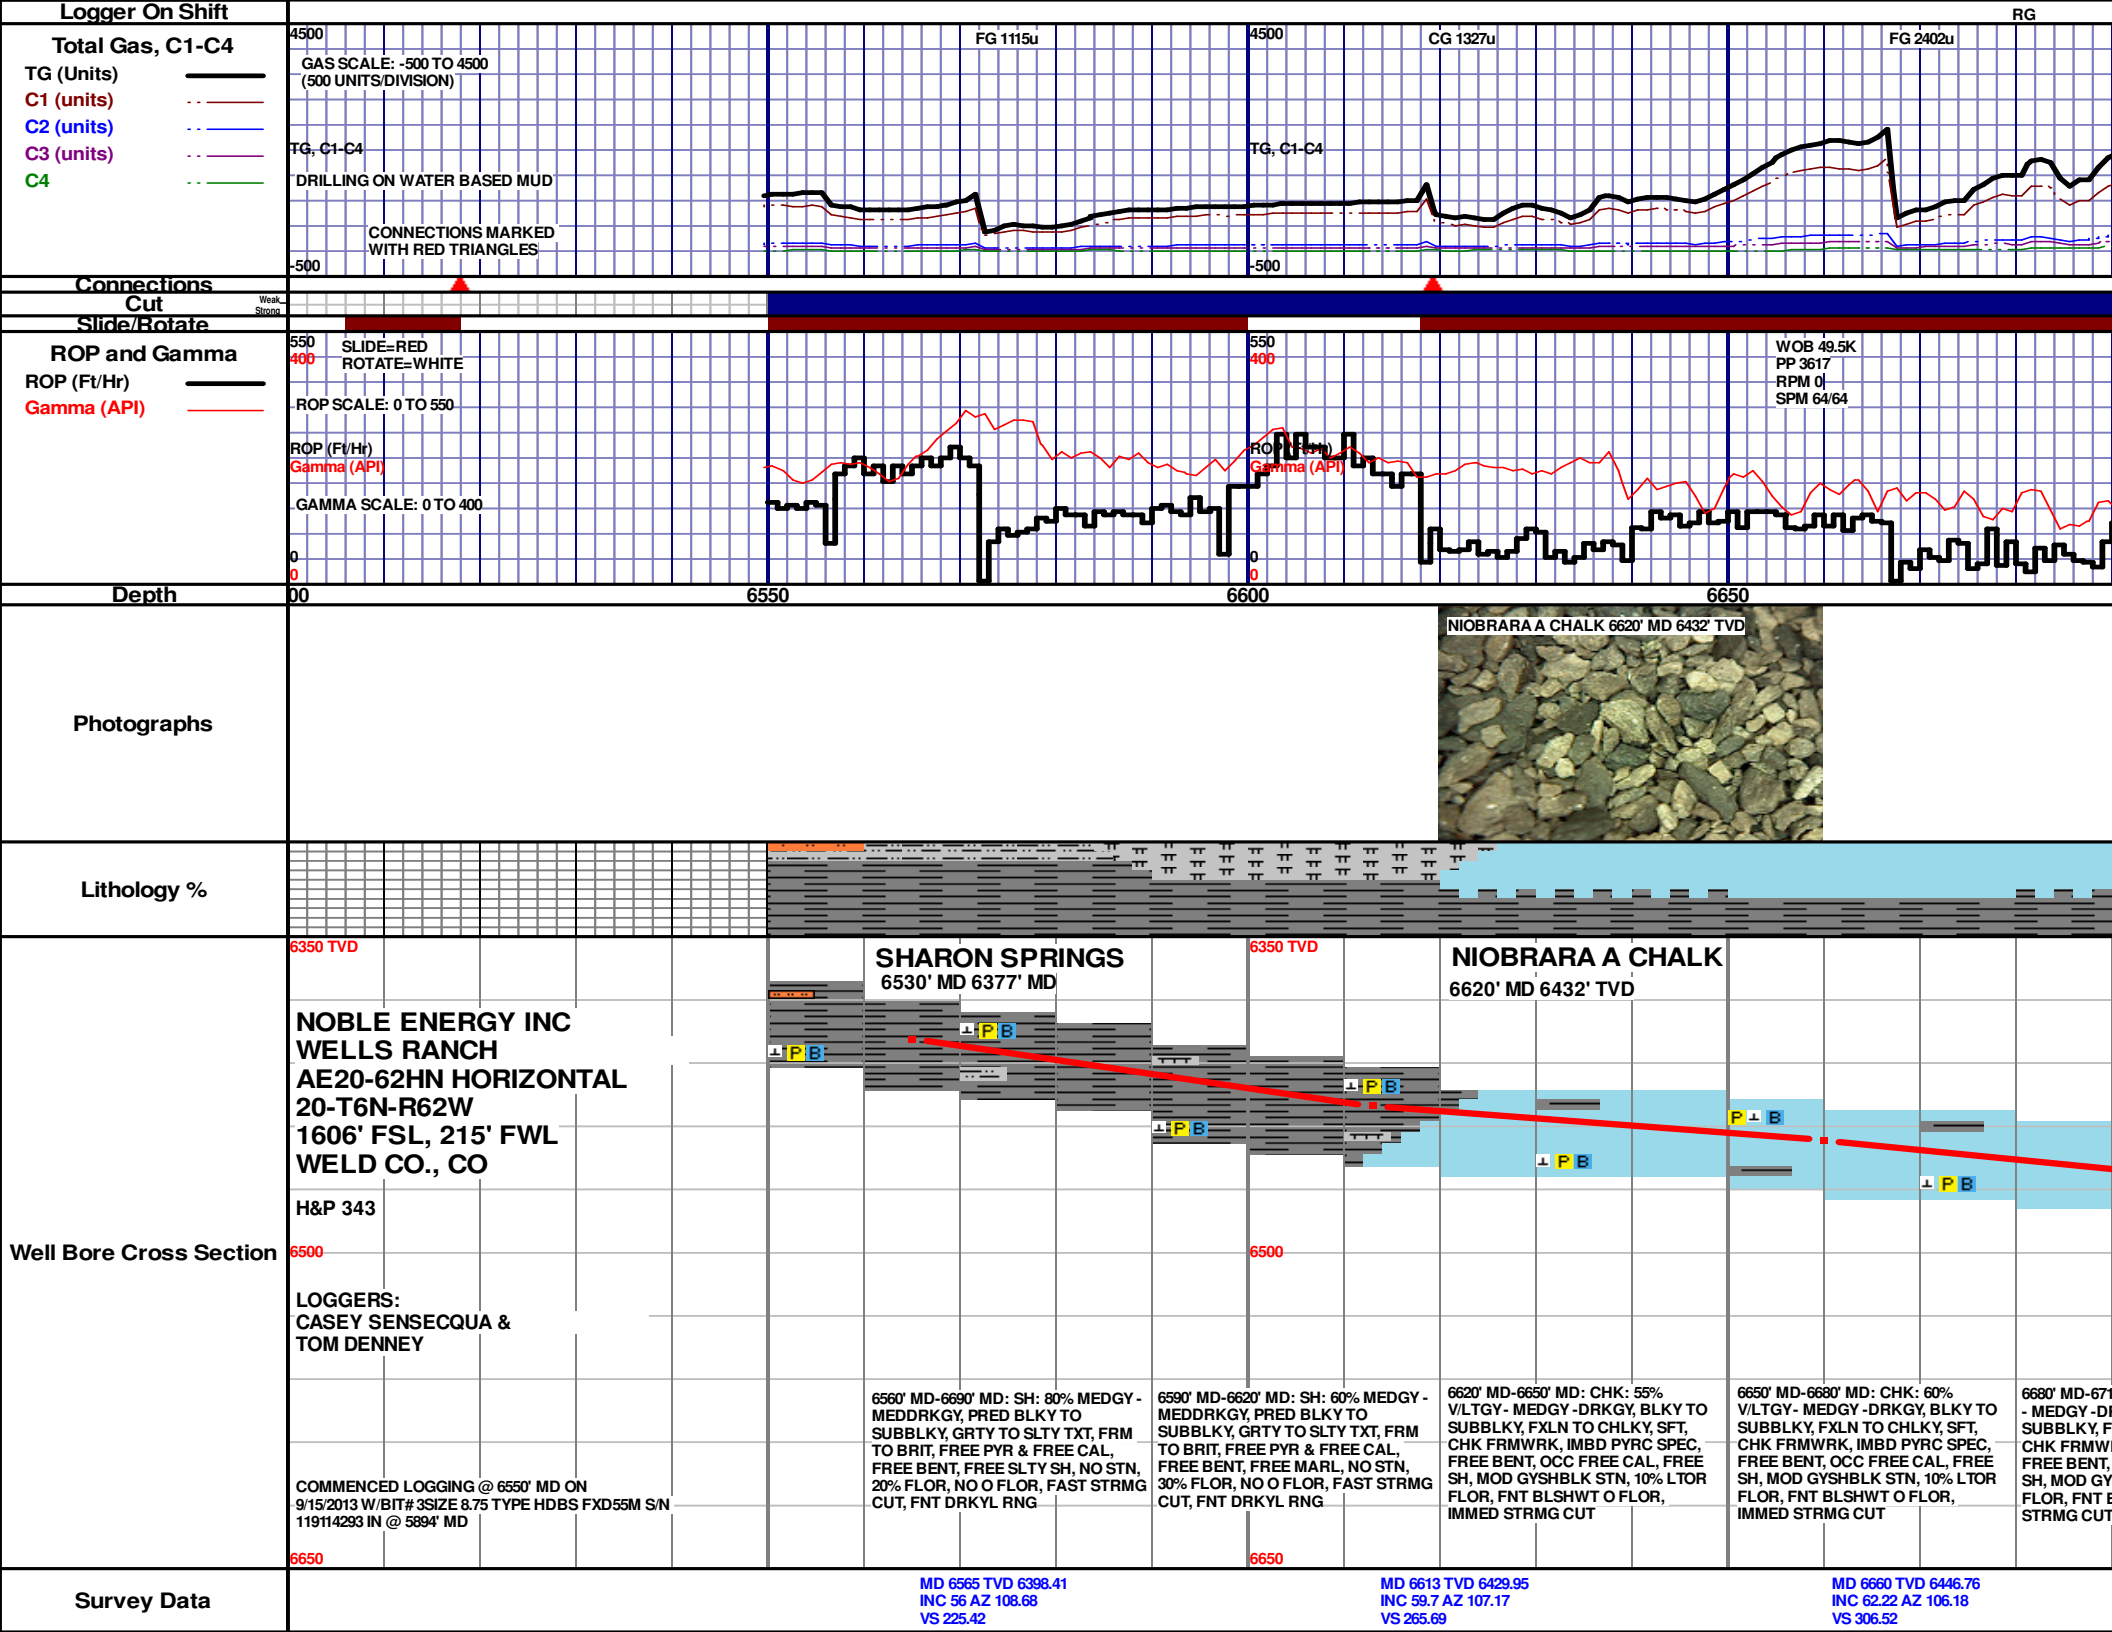 Logger On Shift
RG
Total Gas, C1-C4
TG (Units)
C1 (units)
C2 (units)
C3 (units)
C4
4500
GAS SCALE: -500 TO 4500
(500 UNITS/DIVISION)
FG 1115u
4500
CG 1327u
FG 2402u
TG, C1-C4
TG, C1-C4
DRILLING ON WATER BASED MUD
CONNECTIONS MARKED
WITH RED TRIANGLES
-500
-500
Connections
Cut
Weak
Strong
Slide/Rotate
ROP and Gamma
ROP (Ft/Hr)
Gamma (API)
550
400
SLIDE=RED
ROTATE=WHITE
550
400
WOB 49.5K
PP 3617
RPM 0
SPM 64/64
ROP SCALE: 0 TO 550
ROP (Ft/Hr)
Gamma (API)
ROP (Ft/Hr)
Gamma (API)
GAMMA SCALE: 0 TO 400
0
0
0
0
Depth
00
6550
6600
6650
Photographs
NIOBRARA A CHALK 6620' MD 6432' TVD
Lithology %
Well Bore Cross Section
6350 TVD
SHARON SPRINGS
6530' MD 6377' MD
6350 TVD
NIOBRARA A CHALK
6620' MD 6432' TVD
NOBLE ENERGY INC
WELLS RANCH
AE20-62HN HORIZONTAL
20-T6N-R62W
1606' FSL, 215' FWL
WELD CO., CO
H&P 343
P B
P B
P B
P B
P B
P B
P B
6500
6500
LOGGERS:
CASEY SENSECQUA &
TOM DENNEY
COMMENCED LOGGING @ 6550' MD ON
9/15/2013 W/BIT# 3SIZE 8.75 TYPE HDBS FXD55M S/N
119114293 IN @ 5894' MD
6560' MD-6690' MD: SH: 80% MEDGY -
MEDDRKGY, PRED BLKY TO
SUBBLKY, GRTY TO SLTY TXT, FRM
TO BRIT, FREE PYR & FREE CAL,
FREE BENT, FREE SLTY SH, NO STN,
20% FLOR, NO O FLOR, FAST STRMG
CUT, FNT DRKYL RNG
6590' MD-6620' MD: SH: 60% MEDGY -
MEDDRKGY, PRED BLKY TO
SUBBLKY, GRTY TO SLTY TXT, FRM
TO BRIT, FREE PYR & FREE CAL,
FREE BENT, FREE MARL, NO STN,
30% FLOR, NO O FLOR, FAST STRMG
CUT, FNT DRKYL RNG
6620' MD-6650' MD: CHK: 55%
V/LTGY - MEDGY -DRKGY, BLKY TO
SUBBLKY, FXLN TO CHLKY, SFT,
CHK FRMWRK, IMBD PYRC SPEC,
FREE BENT, OCC FREE CAL, FREE
SH, MOD GYSHBLK STN, 10% LTOR
FLOR, FNT BLSHWT O FLOR,
IMMED STRMG CUT
6650' MD-6680' MD: CHK: 60%
V/LTGY - MEDGY -DRKGY, BLKY TO
SUBBLKY, FXLN TO CHLKY, SFT,
CHK FRMWRK, IMBD PYRC SPEC,
FREE BENT, OCC FREE CAL, FREE
SH, MOD GYSHBLK STN, 10% LTOR
FLOR, FNT BLSHWT O FLOR,
IMMED STRMG CUT
6680' MD-671
- MEDGY -DR
SUBBLKY, F
CHK FRMW
FREE BENT,
SH, MOD GY
FLOR, FNT B
STRMG CUT
6650
6650
Survey Data
MD 6565 TVD 6398.41
INC 56 AZ 108.68
VS 225.42
MD 6613 TVD 6429.95
INC 59.7 AZ 107.17
VS 265.69
MD 6660 TVD 6446.76
INC 62.22 AZ 106.18
VS 306.52